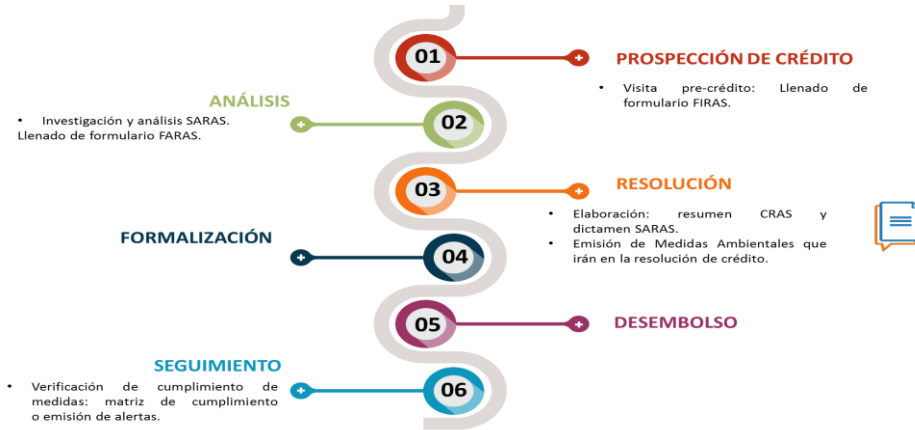 01
PROSPECCIÓN DE CRÉDITO
• Visita pre-crédito: Llenado de
formulario FIRAS.
ANÁLISIS
• Investigación y análisis SARAS.
Llenado de formulario FARAS.
02
03
RESOLUCIÓN
• Elaboración: resumen CRAS y
dictamen SARAS.
• Emisión de Medidas Ambientales que
irán en la resolución de crédito.
FORMALIZACIÓN
04
05
DESEMBOLSO
SEGUIMIENTO
• Verificación de cumplimiento de
medidas: matriz de cumplimiento
o emisión de alertas.
06